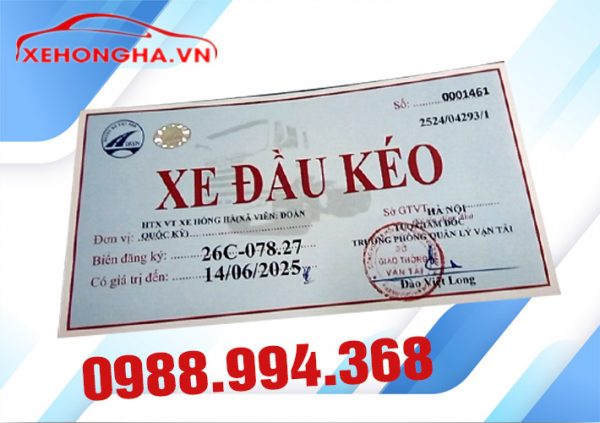 XEHONGHA.VN
Số: 0001461
2524/04293/1
XE ĐẦU KÉO
HTX VT XE HỒNG HÀ(XÃ VIÊN: ĐOÀN
Đơn vị: QUỐC KỲ)
Biển đăng ký: 26C-078.27
Có giá trị đến: 14/06/2025
Sở GTVT HÀ NỘI
TUQ.GIÁM ĐỐC
TRƯỞNG PHÒNG QUẢN LÝ VẬN TẢI
SỞ
GIAO THÔNG
VẬN TẢI
Đào Việt Long
0988.994.368